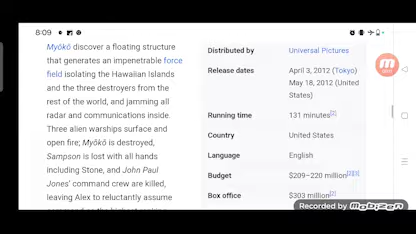 8:09
Myōkō discover a floating structure
that generates an impenetrable force
field isolating the Hawaiian Islands
and the three destroyers from the
rest of the world, and jamming all
radar and communications inside.
Three alien warships surface and
open fire; Myōkō is destroyed,
Sampson is lost with all hands
including Stone, and John Paul
Jones' command crew are killed,
leaving Alex to reluctantly assume
Distributed by Universal Pictures
Release dates April 3, 2012 (Tokyo)
May 18, 2012 (United
States)
Running time 131 minutes[2]
Country United States
Language English
Budget $209–220 million[2][3]
Box office $303 million[2]
Recorded by Mobizen